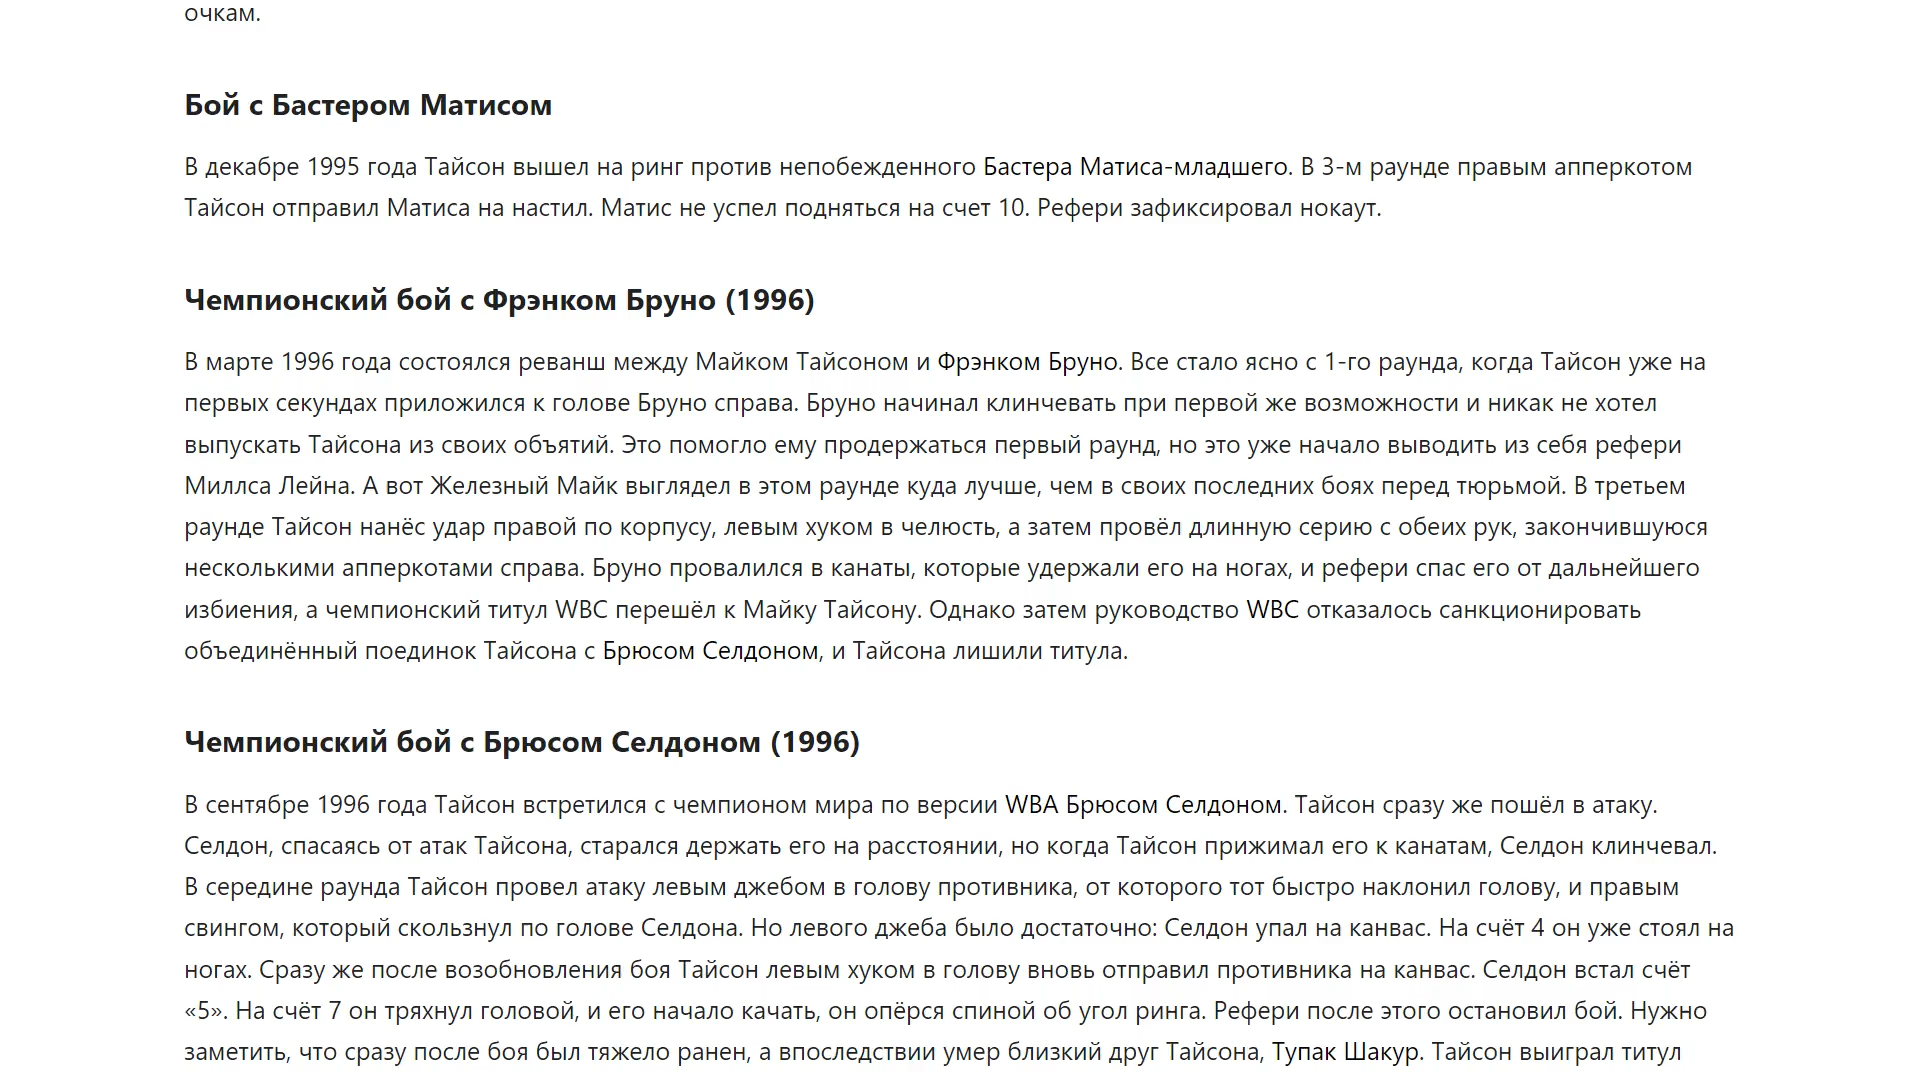 очкам.
Бой с Бастером Матисом
В декабре 1995 года Тайсон вышел на ринг против непобежденного Бастера Матиса-младшего. В 3-м раунде правым апперкотом
Тайсон отправил Матиса на настил. Матис не успел подняться на счет 10. Рефери зафиксировал нокаут.
Чемпионский бой с Фрэнком Бруно (1996)
В марте 1996 года состоялся реванш между Майком Тайсоном и Фрэнком Бруно. Все стало ясно с 1-го раунда, когда Тайсон уже на
первых секундах приложился к голове Бруно справа. Бруно начинал клинчевать при первой же возможности и никак не хотел
выпускать Тайсона из своих объятий. Это помогло ему продержаться первый раунд, но это уже начало выводить из себя рефери
Миллса Лейна. А вот Железный Майк выглядел в этом раунде куда лучше, чем в своих последних боях перед тюрьмой. В третьем
раунде Тайсон нанёс удар правой по корпусу, левым хуком в челюсть, а затем провёл длинную серию с обеих рук, закончившуюся
несколькими апперкотами справа. Бруно провалился в канаты, которые удержали его на ногах, и рефери спас его от дальнейшего
избиения, а чемпионский титул WBC перешёл к Майку Тайсону. Однако затем руководство WBC отказалось санкционировать
объединённый поединок Тайсона с Брюсом Селдоном, и Тайсона лишили титула.
Чемпионский бой с Брюсом Селдоном (1996)
В сентябре 1996 года Тайсон встретился с чемпионом мира по версии WBA Брюсом Селдоном. Тайсон сразу же пошёл в атаку.
Селдон, спасаясь от атак Тайсона, старался держать его на расстоянии, но когда Тайсон прижимал его к канатам, Селдон клинчевал.
В середине раунда Тайсон провел атаку левым джебом в голову противника, от которого тот быстро наклонил голову, и правым
свингом, который скользнул по голове Селдона. Но левого джеба было достаточно: Селдон упал на канвас. На счёт 4 он уже стоял на
ногах. Сразу же после возобновления боя Тайсон левым хуком в голову вновь отправил противника на канвас. Селдон встал счёт
«5». На счёт 7 он тряхнул головой, и его начало качать, он опёрся спиной об угол ринга. Рефери после этого остановил бой. Нужно
заметить, что сразу после боя был тяжело ранен, а впоследствии умер близкий друг Тайсона, Тупак Шакур. Тайсон выиграл титул